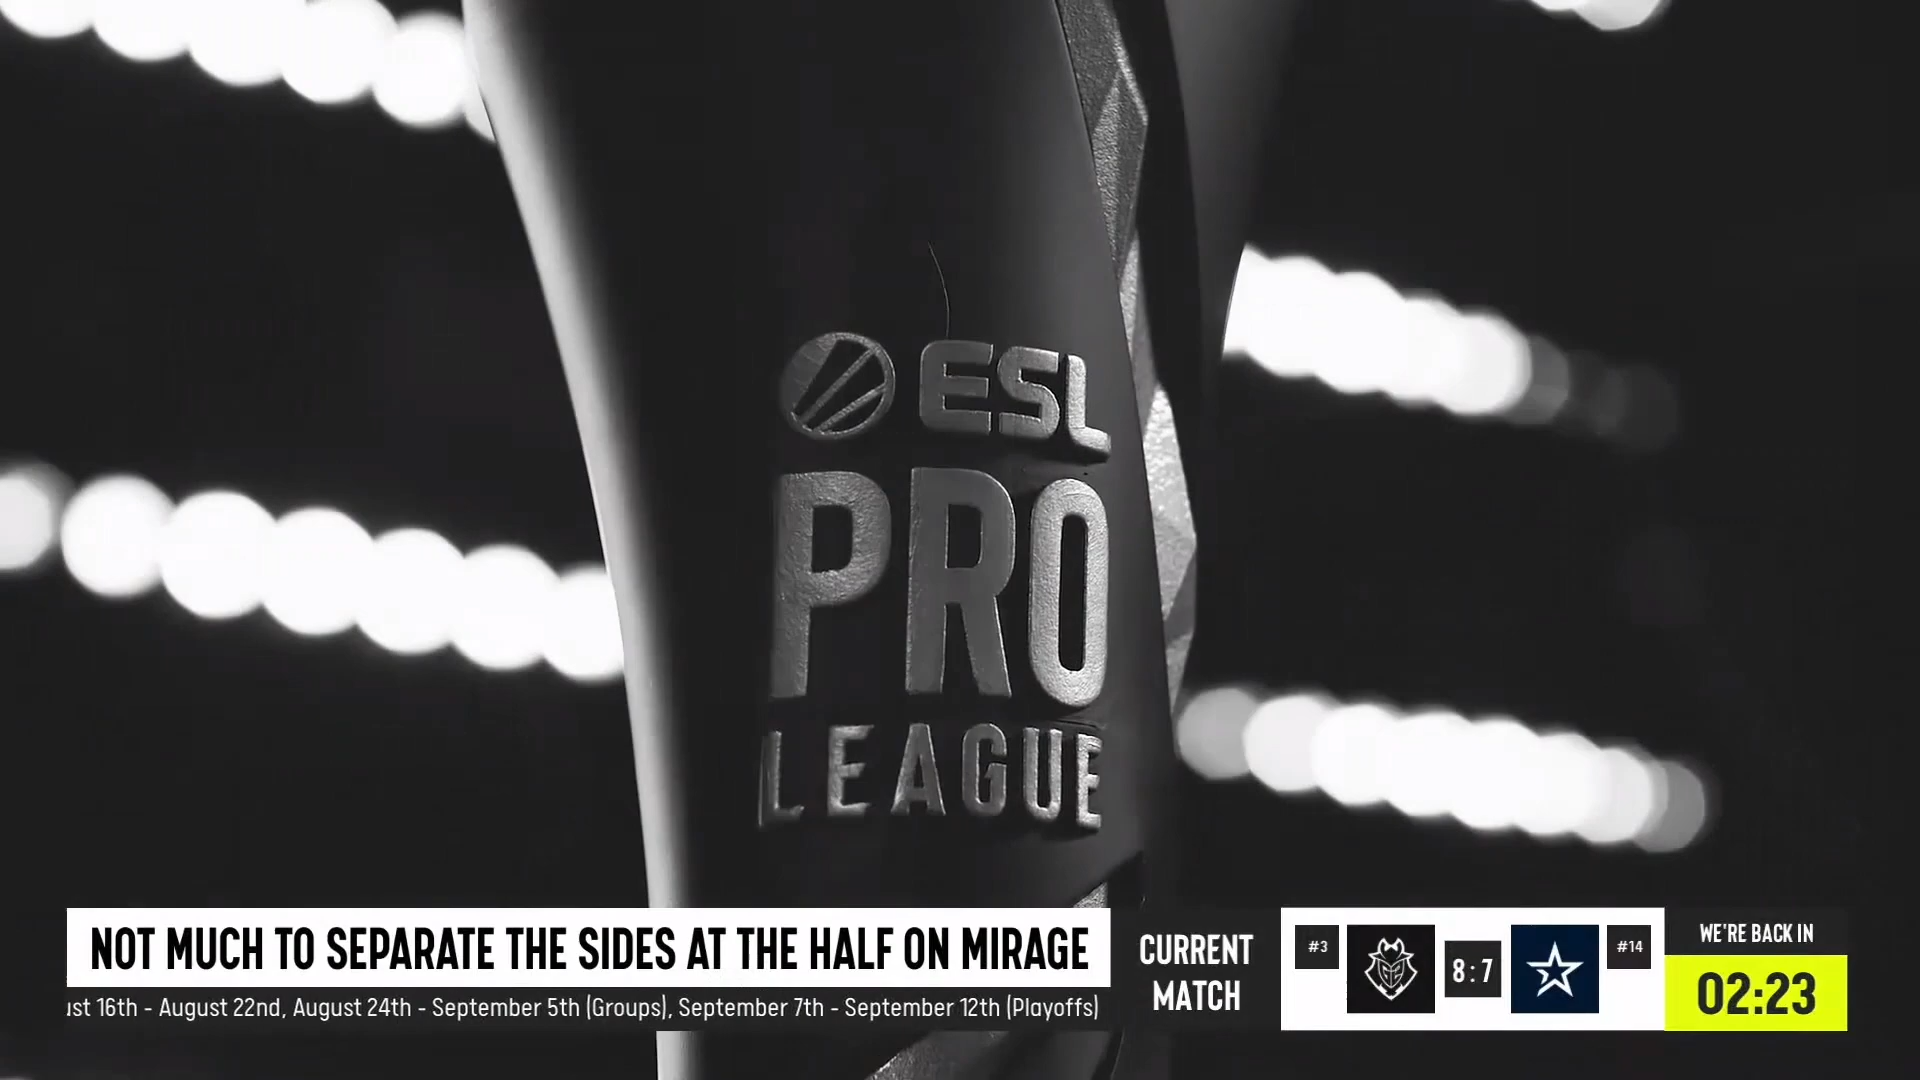 ESL
PRO
LEAGUE
NOT MUCH TO SEPARATE THE SIDES AT THE HALF ON MIRAGE
16th - August 22nd, August 24th - September 5th (Groups), September 7th - September 12th (Playoffs)
CURRENT
MATCH
#3
8:7
#14
WE'RE BACK IN
02:23